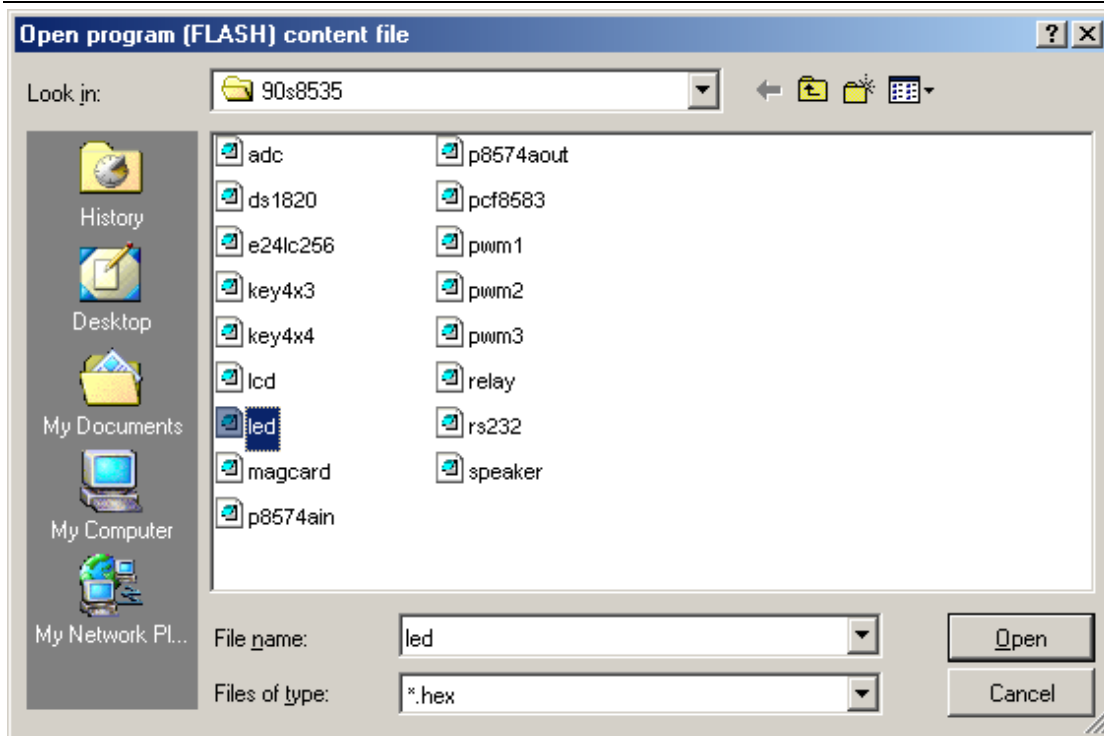 Open program (FLASH) content file
Look in:
90s8535
History
Desktop
My Documents
My Computer
My Network Pl...
adc
ds1820
e24lc256
key4x3
key4x4
lcd
led
magcard
p8574ain
p8574aout
pcf8583
pwm1
pwm2
pwm3
relay
rs232
speaker
File name:
led
Open
Files of type:
*.hex
Cancel